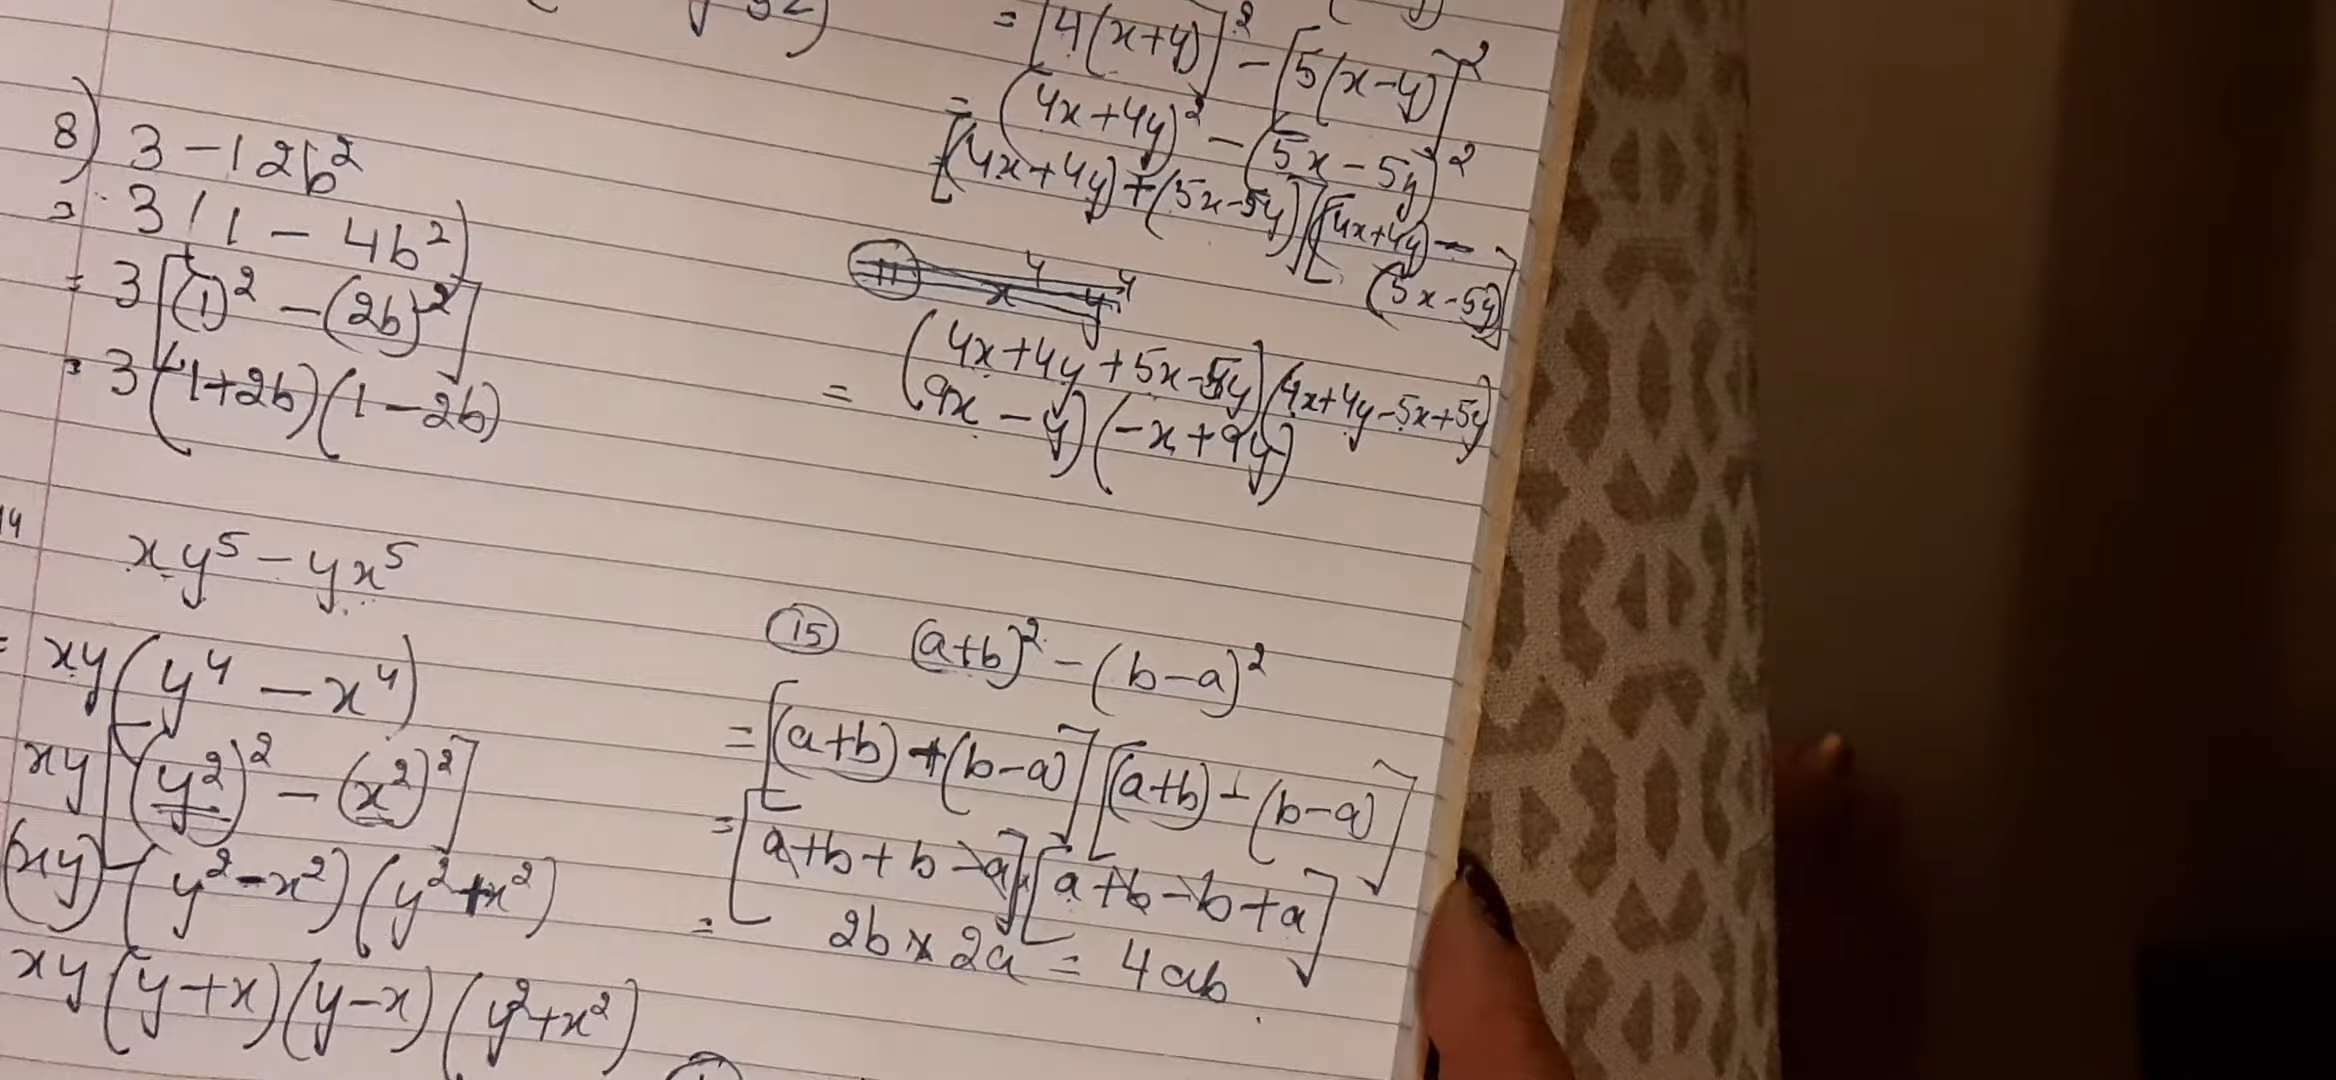 8) 3 - 12b²
= 3(1 - 4b²)
= 3[(1)² - (2b)²]
= 3(1+2b)(1-2b)
= [4(x+y)]² - [5(x-y)]²
= (4x+4y)² - (5x-5y)²
= [(4x+4y)+(5x-5y)][(4x+4y) -
(5x-5y)]
(4x+4y+5x-5y)(4x+4y-5x+5y)
= (9x - y)(-x+9y)
14 xy⁵ - yx⁵
= xy(y⁴ - x⁴)
xy[(y²)² - (x²)²]
(xy)(y²-x²)(y²+x²)
xy(y+x)(y-x)(y²+x²)
15 (a+b)² - (b-a)²
= [(a+b)+(b-a)][(a+b)-(b-a)]
= [a+b+b-a][a+b-b+a]
= 2b×2a = 4ab.